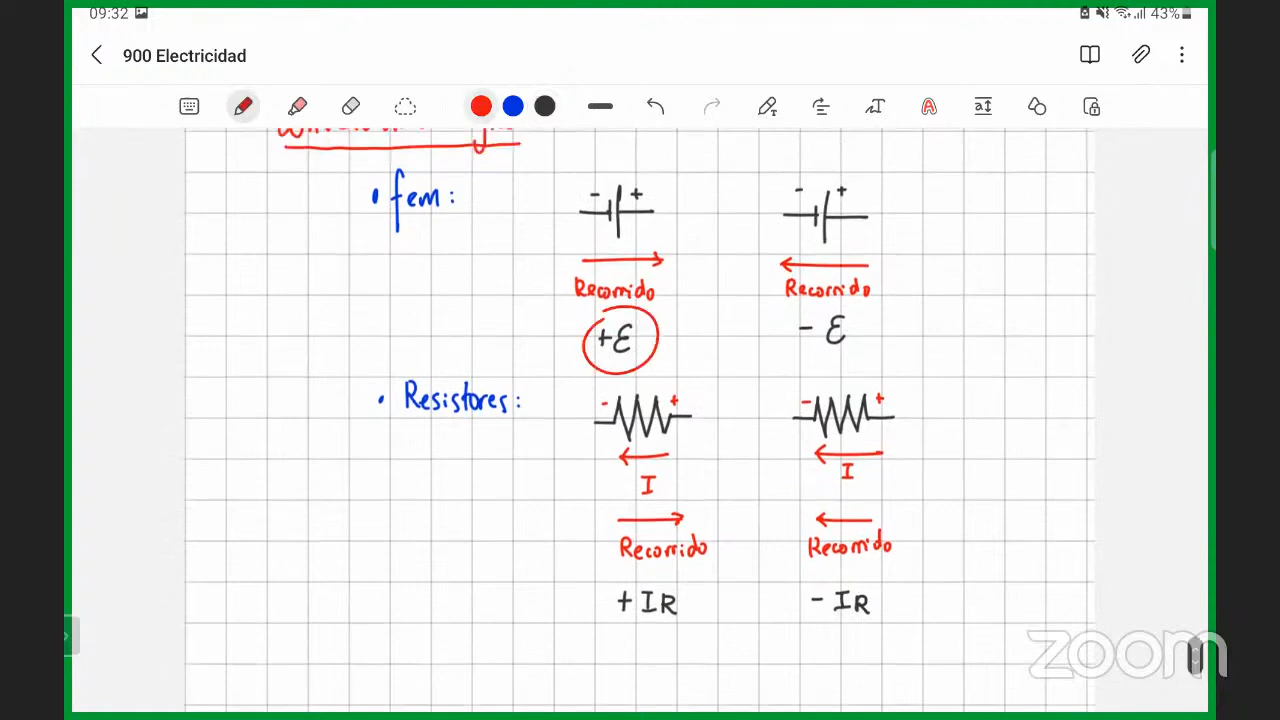 09:32
43%
900 Electricidad
• fem:
- +
- +
Recorrido
Recorrido
+Ɛ
- Ɛ
• Resistores:
- +
- +
I
I
Recorrido
Recorrido
+ IR
- IR
zoom